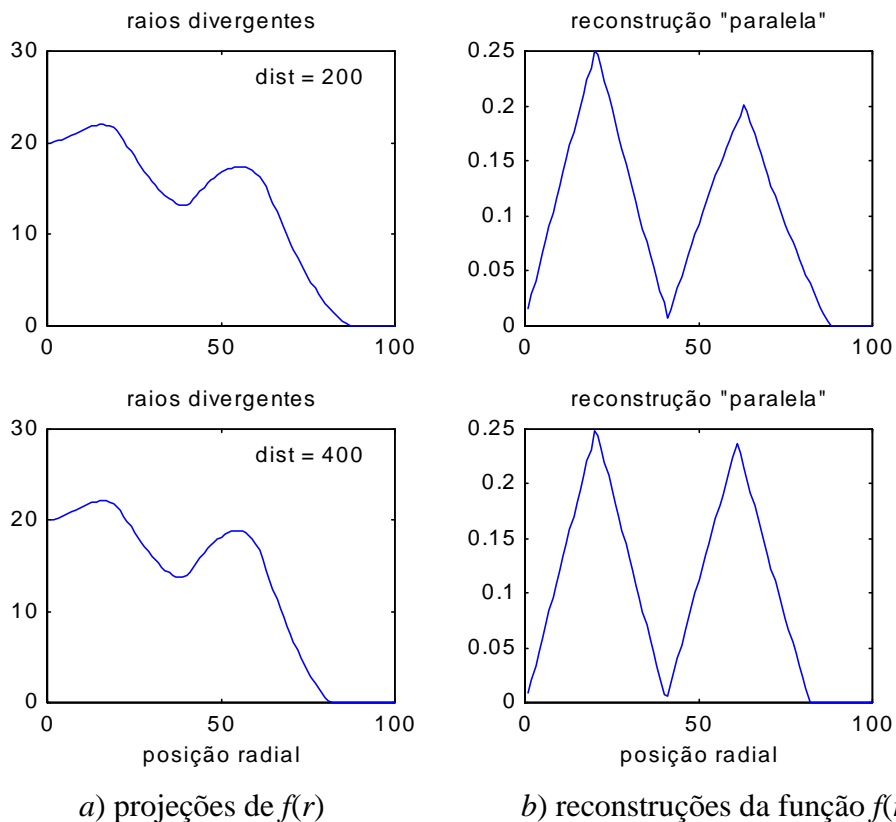 raios divergentes
30
20
10
0
dist = 200
0 50 100
reconstrução "paralela"
0.25
0.2
0.15
0.1
0.05
0
0 50 100
raios divergentes
30
20
10
0
dist = 400
0 50 100
posição radial
reconstrução "paralela"
0.25
0.2
0.15
0.1
0.05
0
0 50 100
posição radial
a) projeções de f(r)
b) reconstruções da função f(